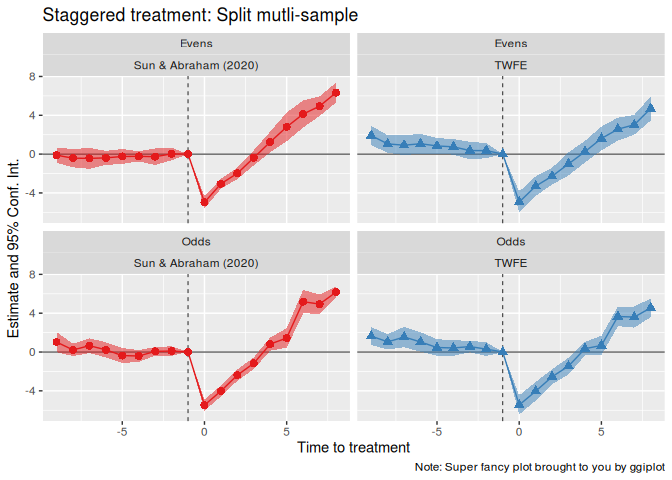 Staggered treatment: Split mutli-sample
Evens
Sun & Abraham (2020)
Evens
TWFE
8
4
0
-4
Odds
Sun & Abraham (2020)
Odds
TWFE
8
4
0
-4
-5
0
5
-5
0
5
Estimate and 95% Conf. Int.
Time to treatment
Note: Super fancy plot brought to you by ggiplot